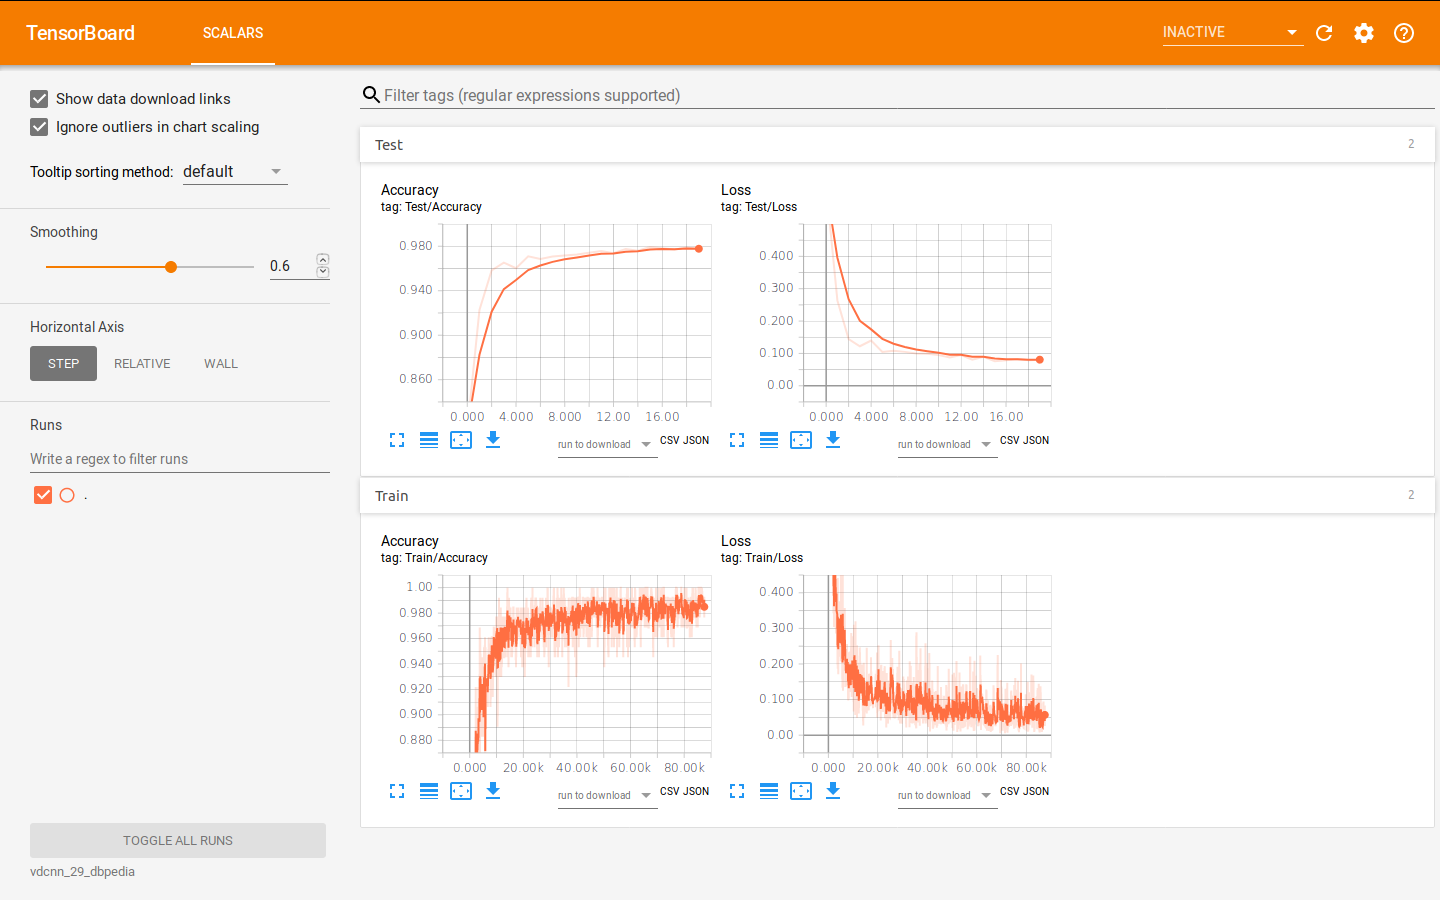 TensorBoard
SCALARS
INACTIVE
Show data download links
Ignore outliers in chart scaling
Tooltip sorting method: default
Smoothing
0.6
Horizontal Axis
STEP RELATIVE WALL
Runs
Write a regex to filter runs
.
TOGGLE ALL RUNS
vdcnn_29_dbpedia
Filter tags (regular expressions supported)
Test 2
Accuracy
tag: Test/Accuracy
0.980
0.940
0.900
0.860
0.000 4.000 8.000 12.00 16.00
run to download CSV JSON
Loss
tag: Test/Loss
0.400
0.300
0.200
0.100
0.00
0.000 4.000 8.000 12.00 16.00
run to download CSV JSON
Train 2
Accuracy
tag: Train/Accuracy
1.00
0.980
0.960
0.940
0.920
0.900
0.880
0.000 20.00k 40.00k 60.00k 80.00k
run to download CSV JSON
Loss
tag: Train/Loss
0.400
0.300
0.200
0.100
0.00
0.000 20.00k 40.00k 60.00k 80.00k
run to download CSV JSON